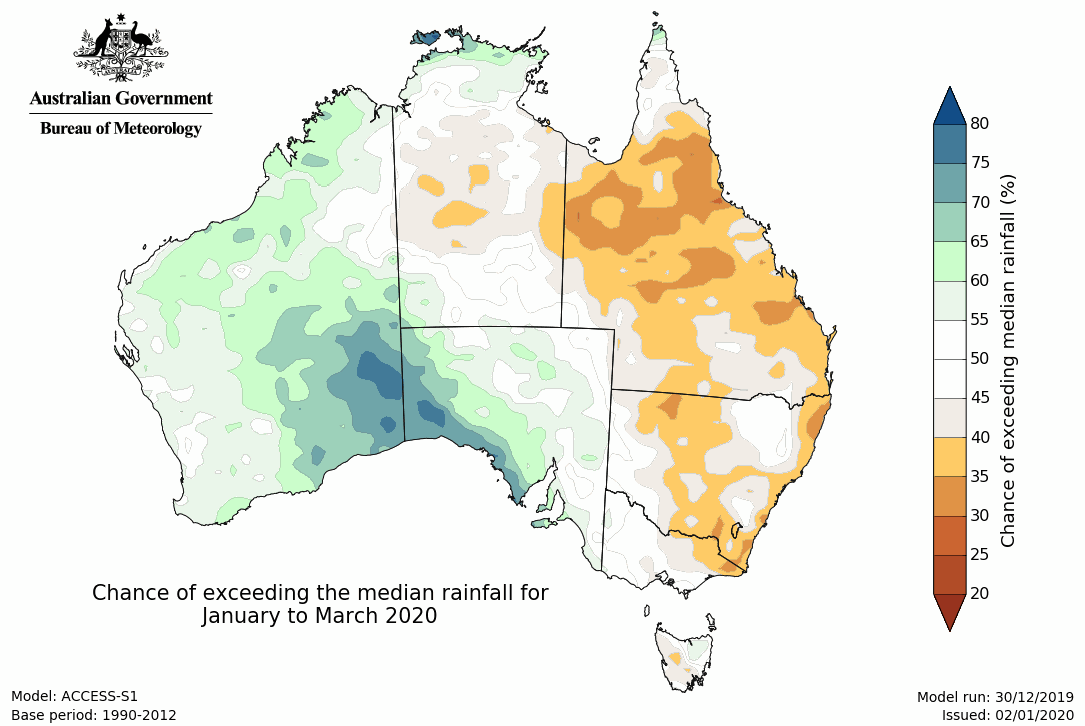 Australian Government
Bureau of Meteorology
80
75
70
65
60
55
50
45
40
35
30
25
20
Chance of exceeding median rainfall (%)
Chance of exceeding the median rainfall for
January to March 2020
Model: ACCESS-S1
Base period: 1990-2012
Model run: 30/12/2019
Issued: 02/01/2020